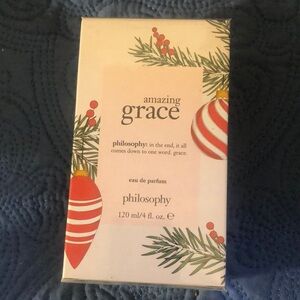 amazing
grace
philosophy: in the end, it all
comes down to one word. grace.
eau de parfum
philosophy
120 ml/4 fl. oz. ℮